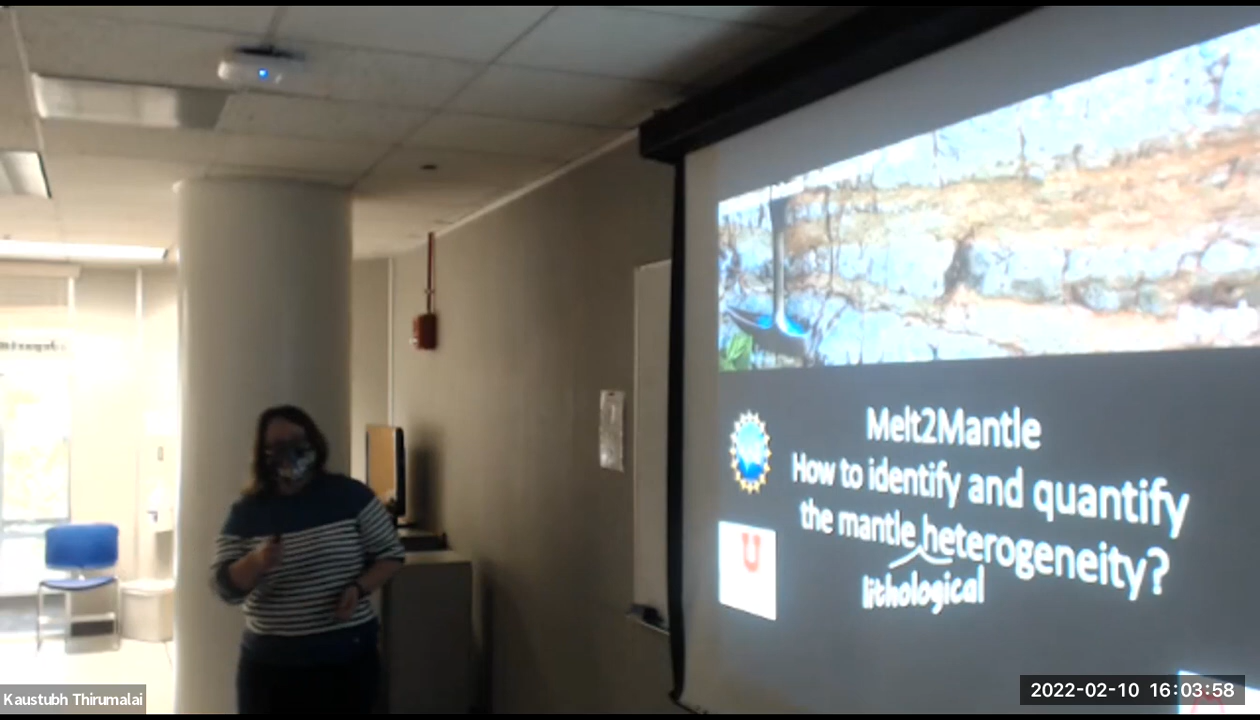 Melt2Mantle
How to identify and quantify
the mantle heterogeneity?
lithological
U
Kaustubh Thirumalai
2022-02-10 16:03:58